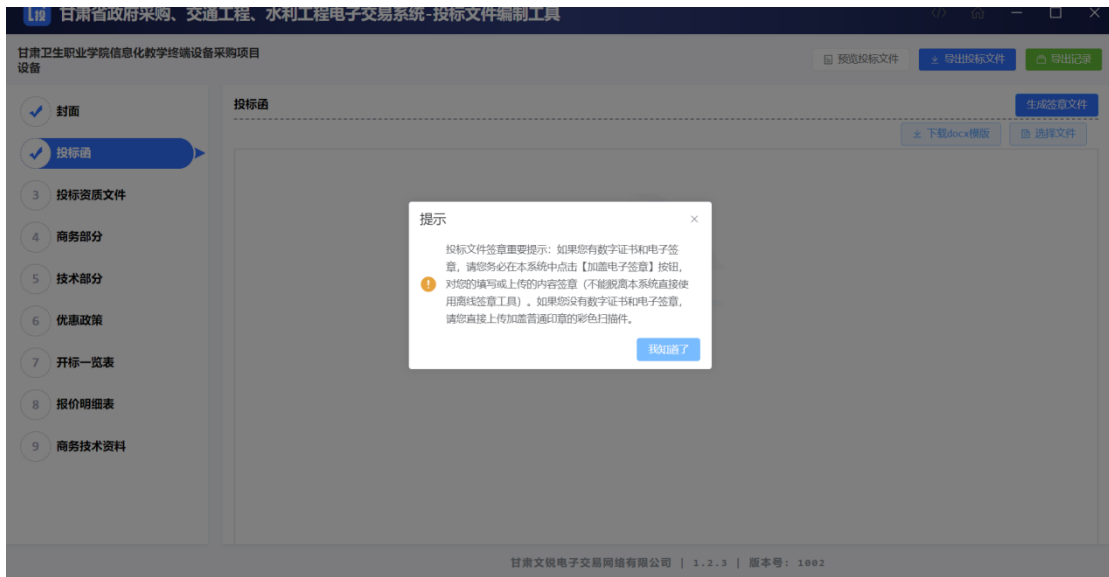 投 甘肃省政府采购、交通工程、水利工程电子交易系统-投标文件编制工具
甘肃卫生职业学院信息化教学终端设备采购项目
设备
预览投标文件
导出投标文件
导出记录
封面
投标函
3 投标资质文件
4 商务部分
5 技术部分
6 优惠政策
7 开标一览表
8 报价明细表
9 商务技术资料
投标函
生成签章文件
下载docx模版
选择文件
提示
投标文件签章重要提示：如果您有数字证书和电子签
章，请您务必在本系统中点击【加盖电子签章】按钮，
对您的填写或上传的内容签章（不能脱离本系统直接使
用离线签章工具）。如果您没有数字证书和电子签章，
请您直接上传加盖普通印章的彩色扫描件。
我知道了
甘肃文锐电子交易网络有限公司 | 1.2.3 | 版本号: 1002